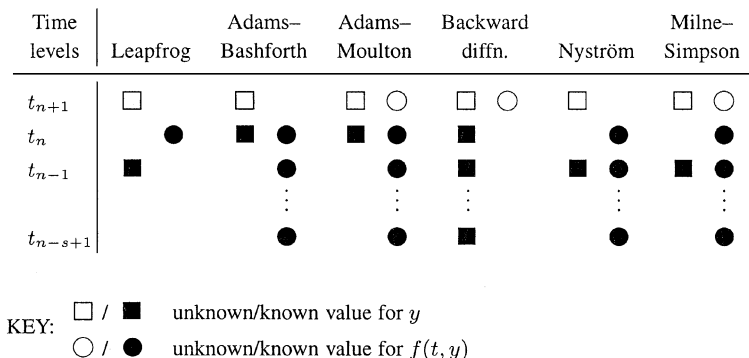 Time levels Leapfrog Adams–Bashforth Adams–Moulton Backward diffn. Nyström Milne–Simpson
t_{n+1}
t_n
t_{n-1}
t_{n-s+1}
KEY:
□ / ■ unknown/known value for y
○ / ● unknown/known value for f(t, y)